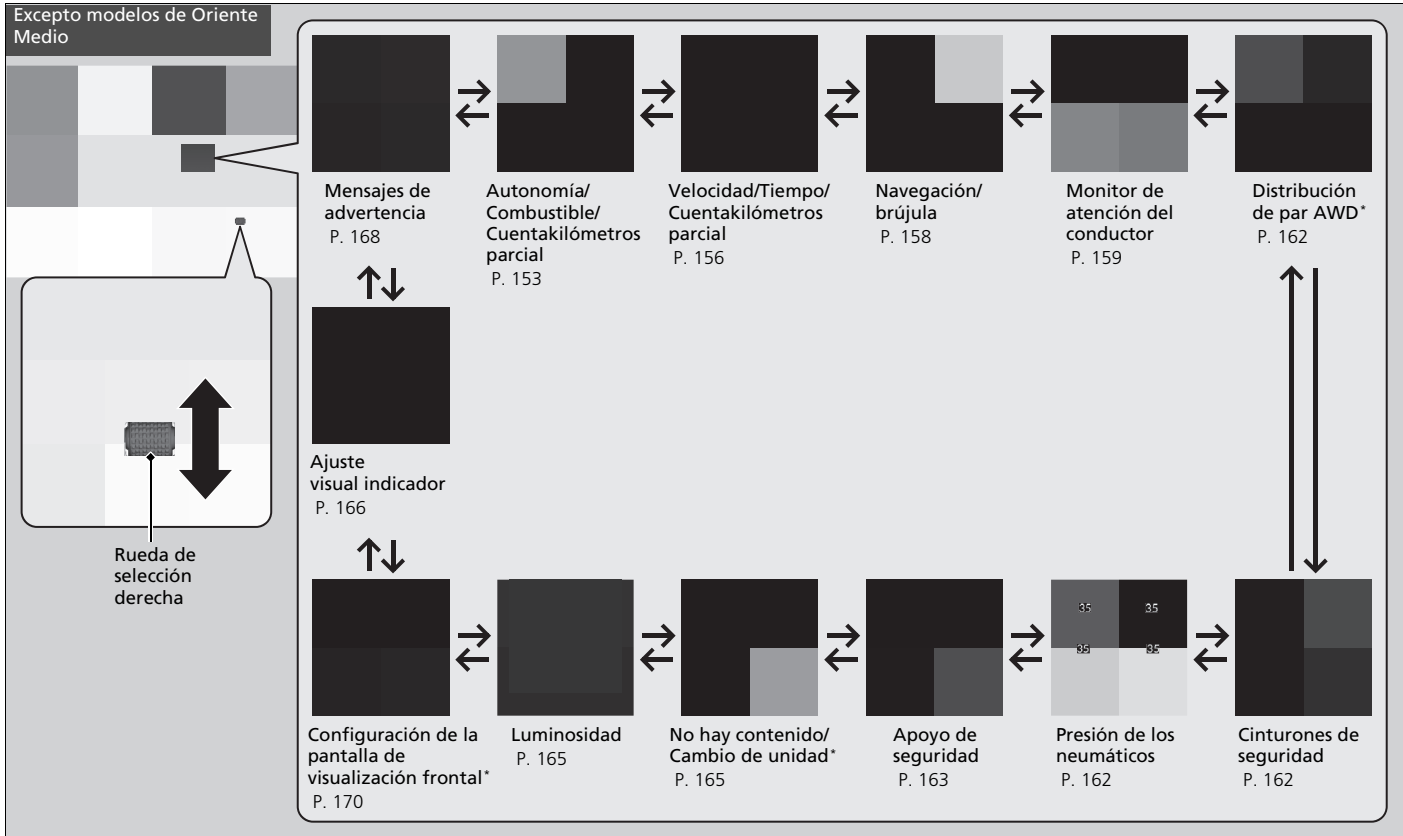 Excepto modelos de Oriente
Medio
Mensajes de
advertencia
P. 168
Autonomía/
Combustible/
Cuentakilómetros
parcial
P. 153
Velocidad/Tiempo/
Cuentakilómetros
parcial
P. 156
Navegación/
brújula
P. 158
Monitor de
atención del
conductor
P. 159
Distribución
de par AWD*
P. 162
Ajuste
visual indicador
P. 166
Rueda de
selección
derecha
35 35
35 35
Configuración de la
pantalla de
visualización frontal*
P. 170
Luminosidad
P. 165
No hay contenido/
Cambio de unidad*
P. 165
Apoyo de
seguridad
P. 163
Presión de los
neumáticos
P. 162
Cinturones de
seguridad
P. 162